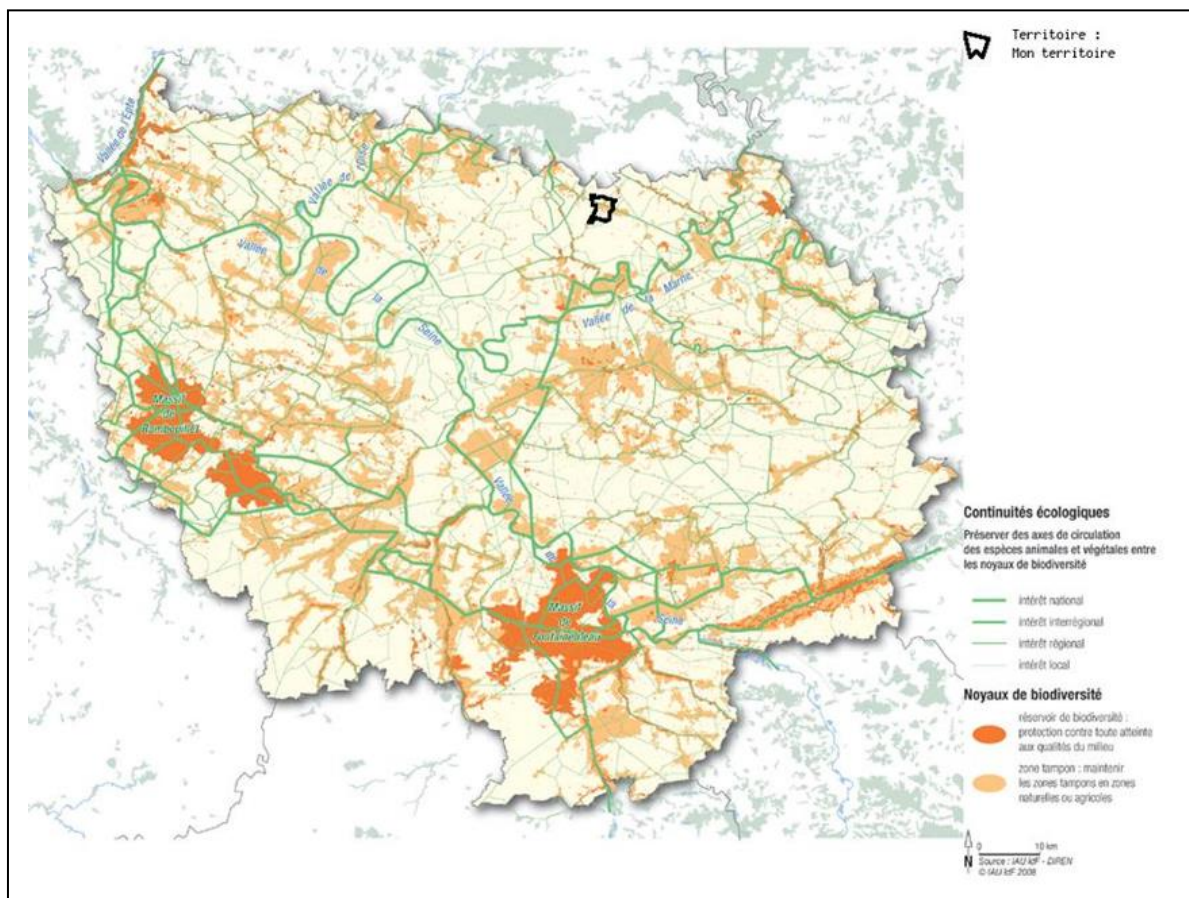 Territoire :
Mon territoire
Vallée de l'Epte
Vallée de l'Oise
Vallée de la Seine
Vallée de la Marne
Massif
de
Rambouillet
Vallée de la Seine
Massif
de
Fontainebleau
Continuités écologiques
Préserver des axes de circulation
des espèces animales et végétales entre
les noyaux de biodiversité
intérêt national
intérêt interrégional
intérêt régional
intérêt local
Noyaux de biodiversité
réservoir de biodiversité :
protection contre toute atteinte
aux qualités du milieu
zone tampon : maintenir
les zones tampons en zones
naturelles ou agricoles
N
0 10 km
Source : IAU IdF - DIREN
© IAU IdF 2008